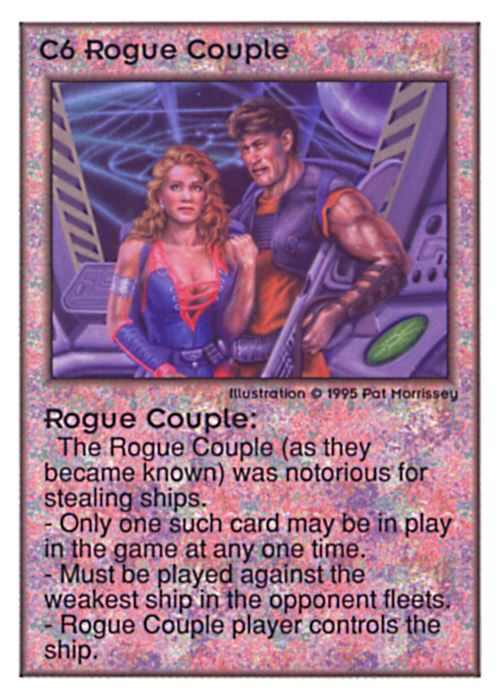 C6 Rogue Couple
Illustration © 1995 Pat Morrissey
Rogue Couple:
The Rogue Couple (as they
became known) was notorious for
stealing ships.
- Only one such card may be in play
in the game at any one time.
- Must be played against the
weakest ship in the opponent fleets.
- Rogue Couple player controls the
ship.